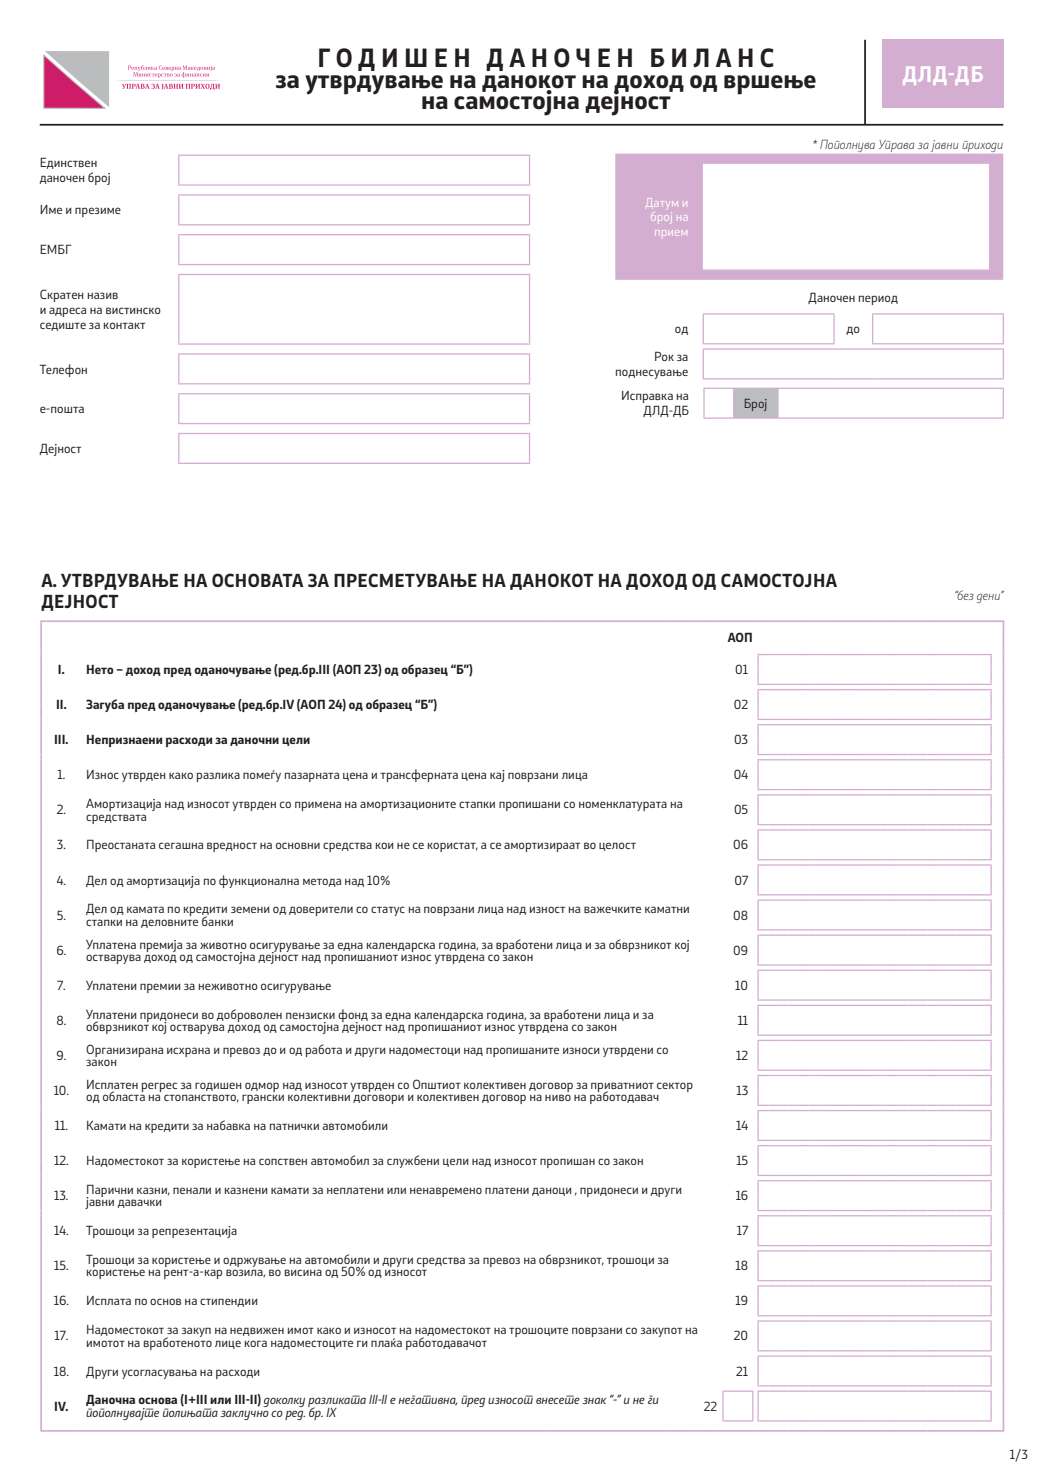 Република Северна Македонија
Министерство за финансии
УПРАВА ЗА ЈАВНИ ПРИХОДИ
ГОДИШЕН ДАНОЧЕН БИЛАНС
за утврдување на данокот на доход од вршење
на самостојна дејност
ДЛД-ДБ
* Пополнува Управа за јавни приходи
Единствен
даночен број
Име и презиме
ЕМБГ
Скратен назив
и адреса на вистинско
седиште за контакт
Телефон
е-пошта
Дејност
Датум и
број на
прием
Даночен период
од
до
Рок за
поднесување
Исправка на
ДЛД-ДБ
Број
А. УТВРДУВАЊЕ НА ОСНОВАТА ЗА ПРЕСМЕТУВАЊЕ НА ДАНОКОТ НА ДОХОД ОД САМОСТОЈНА
ДЕЈНОСТ
“без дени”
АОП
I. Нето – доход пред оданочување (ред.бр.III (АОП 23) од образец “Б”) 01
II. Загуба пред оданочување (ред.бр.IV (АОП 24) од образец “Б”) 02
III. Непризнаени расходи за даночни цели 03
1. Износ утврден како разлика помеѓу пазарната цена и трансферната цена кај поврзани лица 04
2. Амортизација над износот утврден со примена на амортизационите стапки пропишани со номенклатурата на
средствата 05
3. Преостаната сегашна вредност на основни средства кои не се користат, а се амортизираат во целост 06
4. Дел од амортизација по функционална метода над 10% 07
5. Дел од камата по кредити земени од доверители со статус на поврзани лица над изност на важечките каматни
стапки на деловните банки 08
6. Уплатена премија за животно осигурување за една календарска година, за вработени лица и за обврзникот кој
остварува доход од самостојна дејност над пропишаниот износ утврдена со закон 09
7. Уплатени премии за неживотно осигурување 10
8. Уплатени придонеси во доброволен пензиски фонд за една календарска година, за вработени лица и за
обврзникот кој остварува доход од самостојна дејност над пропишаниот износ утврдена со закон 11
9. Организирана исхрана и превоз до и од работа и други надоместоци над пропишаните износи утврдени со
закон 12
10. Исплатен регрес за годишен одмор над износот утврден со Општиот колективен договор за приватниот сектор
од областа на стопанството, грански колективни договори и колективен договор на ниво на работодавач 13
11. Камати на кредити за набавка на патнички автомобили 14
12. Надоместокот за користење на сопствен автомобил за службени цели над износот пропишан со закон 15
13. Парични казни, пенали и казнени камати за неплатени или ненавремено платени даноци , придонеси и други
јавни давачки 16
14. Трошоци за репрезентација 17
15. Трошоци за користење и одржување на автомобили и други средства за превоз на обврзникот, трошоци за
користење на рент-а-кар возила, во висина од 50% од износот 18
16. Исплата по основ на стипендии 19
17. Надоместокот за закуп на недвижен имот како и износот на надоместокот на трошоците поврзани со закупот на
имотот на вработеното лице кога надоместоците ги плаќа работодавачот 20
18. Други усогласувања на расходи 21
IV. Даночна основа (I+III или III-II) доколку разликата III-II е негативна, пред износот внесете знак “-” и не ги
пополнувајте полињата заклучно со ред. бр. IX 22
1/3